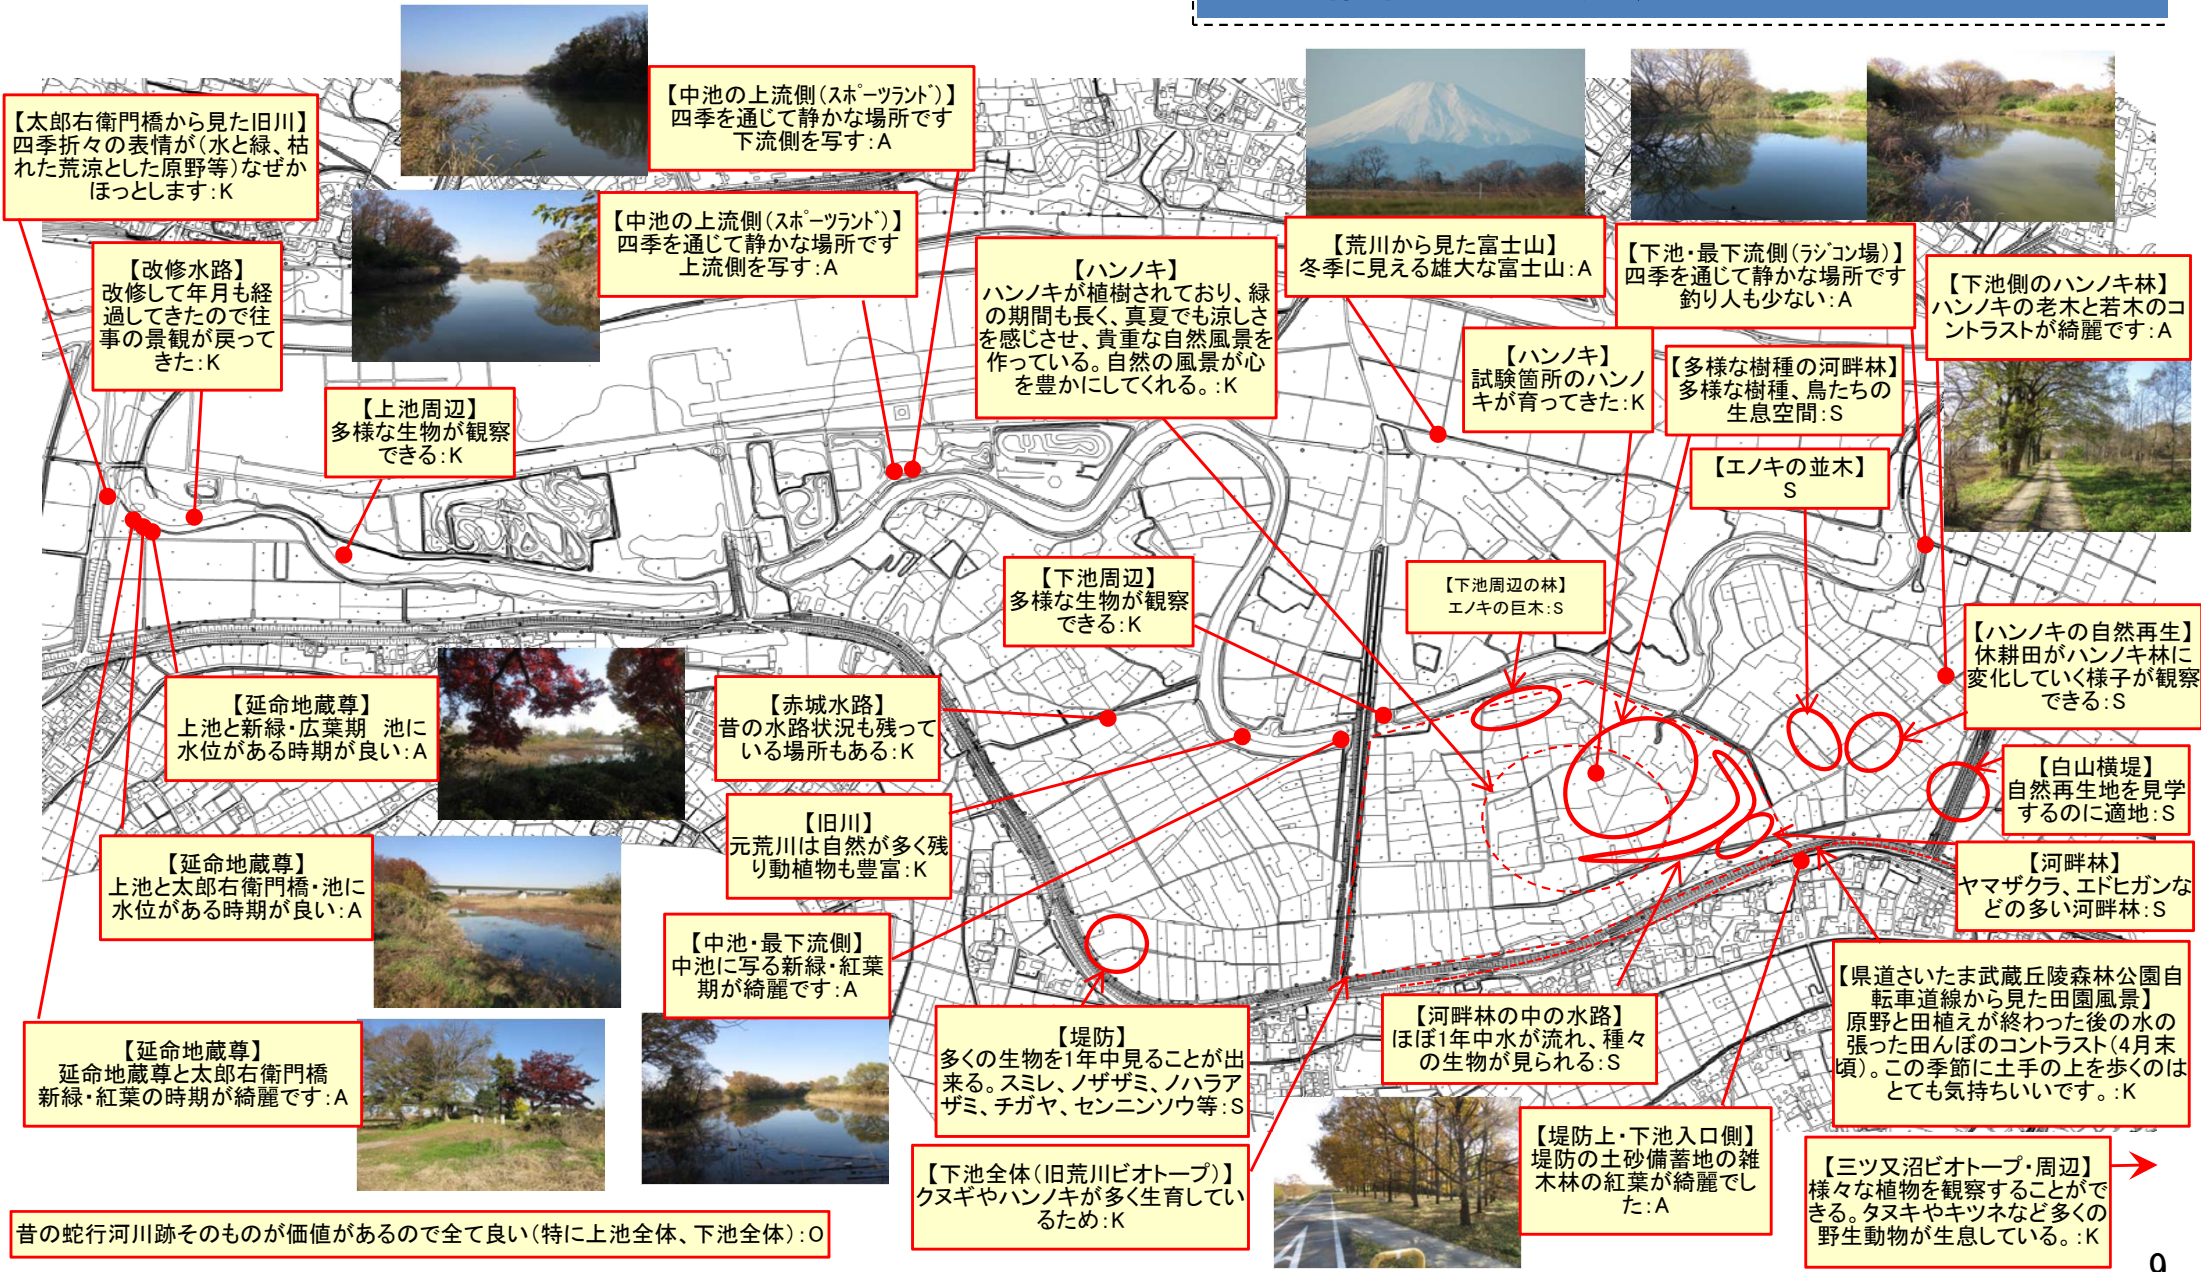 【太郎右衛門橋から見た旧川】
四季折々の表情が(水と緑、枯
れた荒涼とした原野等)なぜか
ほっとします:K
【中池の上流側(スポーツランド)】
四季を通じて静かな場所です
下流側を写す:A
【中池の上流側(スポーツランド)】
四季を通じて静かな場所です
上流側を写す:A
【改修水路】
改修して年月も経
過してきたので往
事の景観が戻って
きた:K
【上池周辺】
多様な生物が観察
できる:K
【ハンノキ】
ハンノキが植樹されており、緑
の期間も長く、真夏でも涼しさ
を感じさせ、貴重な自然風景を
作っている。自然の風景が心
を豊かにしてくれる。:K
【荒川から見た富士山】
冬季に見える雄大な富士山:A
【下池・最下流側(ラジコン場)】
四季を通じて静かな場所です
釣り人も少ない:A
【下池側のハンノキ林】
ハンノキの老木と若木のコ
ントラストが綺麗です:A
【ハンノキ】
試験箇所のハンノ
キが育ってきた:K
【多様な樹種の河畔林】
多様な樹種、鳥たちの
生息空間:S
【エノキの並木】
S
【下池周辺】
多様な生物が観察
できる:K
【下池周辺の林】
エノキの巨木:S
【ハンノキの自然再生】
休耕田がハンノキ林に
変化していく様子が観察
できる:S
【延命地蔵尊】
上池と新緑・広葉期 池に
水位がある時期が良い:A
【赤城水路】
昔の水路状況も残って
いる場所もある:K
【白山横堤】
自然再生地を見学
するのに適地:S
【旧川】
元荒川は自然が多く残
り動植物も豊富:K
【延命地蔵尊】
上池と太郎右衛門橋・池に
水位がある時期が良い:A
【河畔林】
ヤマザクラ、エドヒガンな
どの多い河畔林:S
【中池・最下流側】
中池に写る新緑・紅葉
期が綺麗です:A
【県道さいたま武蔵丘陵森林公園自
転車道線から見た田園風景】
原野と田植えが終わった後の水の
張った田んぼのコントラスト(4月末
頃)。この季節に土手の上を歩くのは
とても気持ちいいです。:K
【延命地蔵尊】
延命地蔵尊と太郎右衛門橋
新緑・紅葉の時期が綺麗です:A
【堤防】
多くの生物を1年中見ることが出
来る。スミレ、ノザザミ、ノハラア
ザミ、チガヤ、センニンソウ等:S
【河畔林の中の水路】
ほぼ1年中水が流れ、種々
の生物が見られる:S
【堤防上・下池入口側】
堤防の土砂備蓄地の雑
木林の紅葉が綺麗でし
た:A
【下池全体(旧荒川ビオトープ)】
クヌギやハンノキが多く生育してい
るため:K
【三ツ又沼ビオトープ・周辺】
様々な植物を観察することがで
きる。タヌキやキツネなど多くの
野生動物が生息している。:K
昔の蛇行河川跡そのものが価値があるので全て良い(特に上池全体、下池全体):O
9